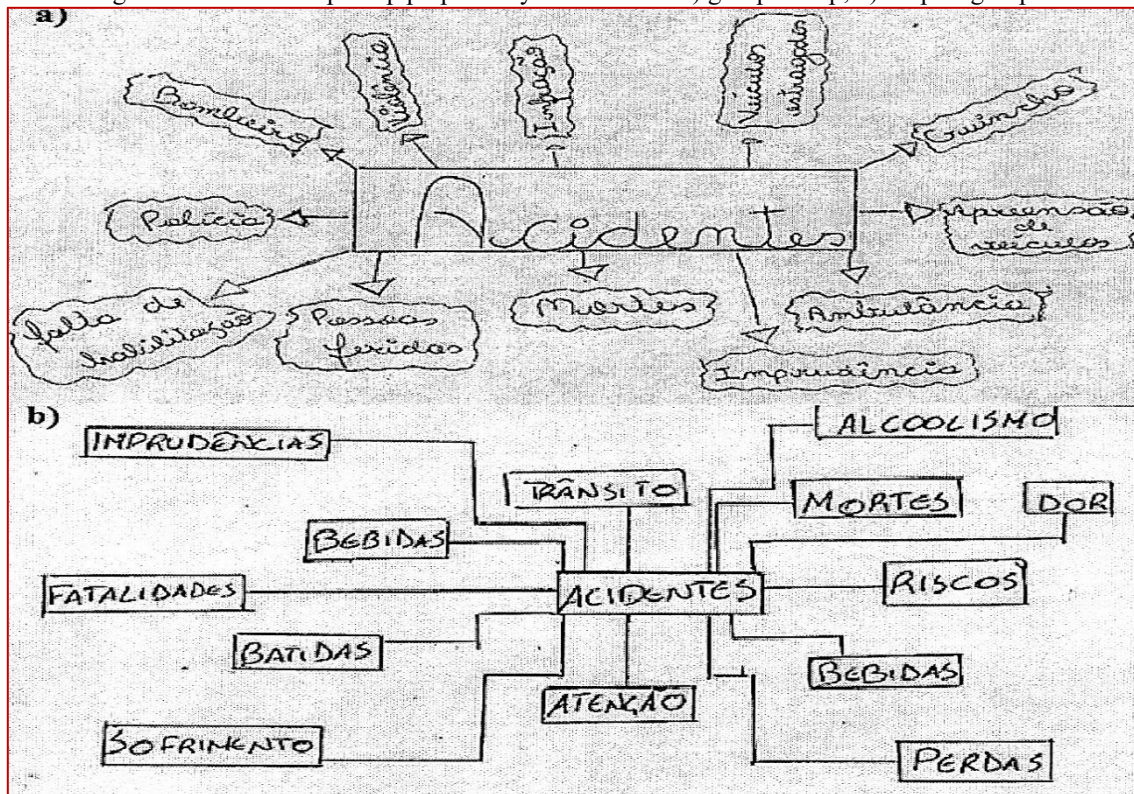 a)
Bombeiro
Violência
Infração
Veículos
estragados
Guincho
Polícia
Acidentes
Apreensão
de
veículos
falta de
habilitação
Pessoas
feridas
Mortes
Ambulância
Imprudência
b)
IMPRUDÊNCIAS
ALCOOLISMO
TRÂNSITO
MORTES
DOR
BEBIDAS
FATALIDADES
ACIDENTES
RISCOS
BATIDAS
BEBIDAS
ATENÇÃO
SOFRIMENTO
PERDAS